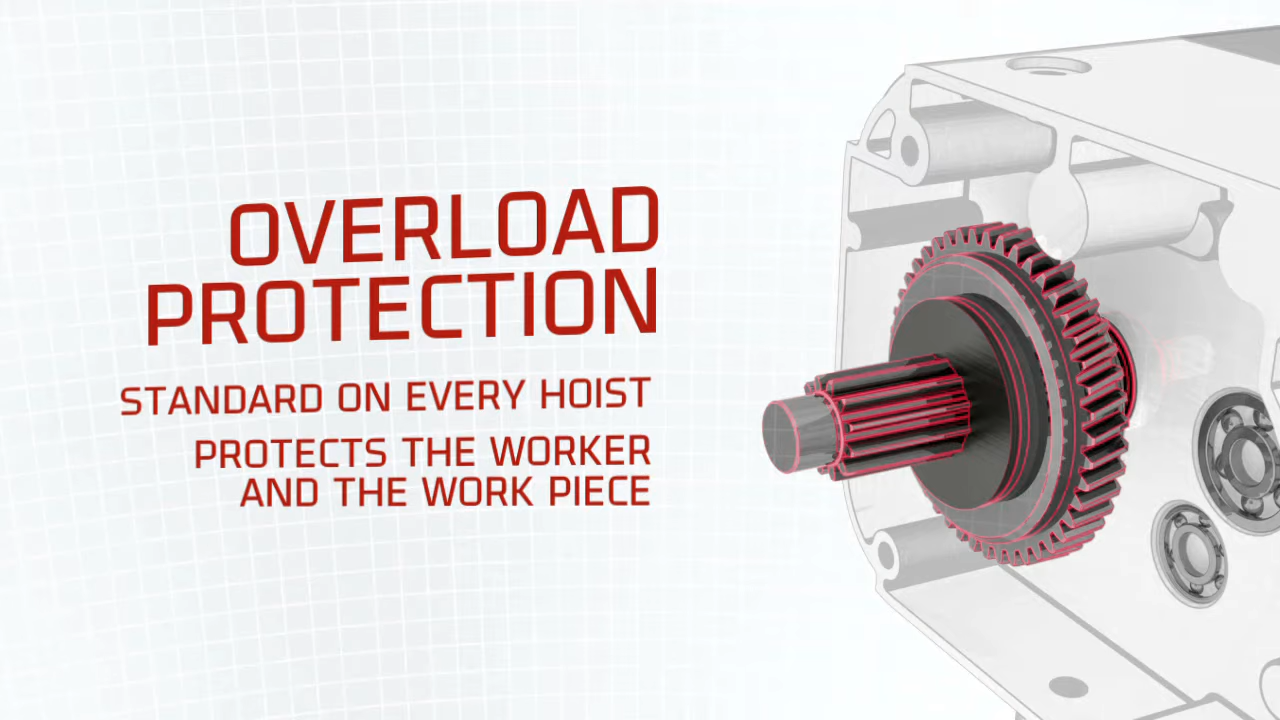 OVERLOAD
PROTECTION
STANDARD ON EVERY HOIST
PROTECTS THE WORKER
AND THE WORK PIECE